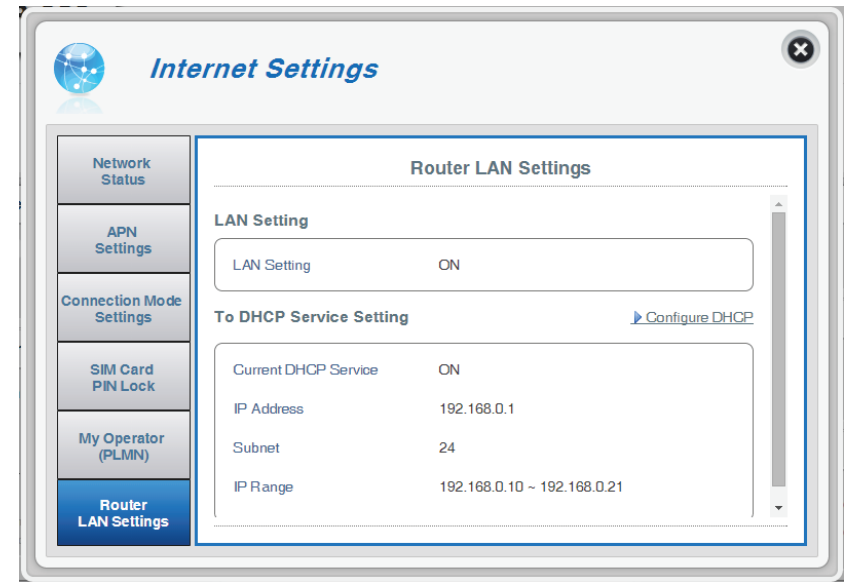 Internet Settings
Network
Status
APN
Settings
Connection Mode
Settings
SIM Card
PIN Lock
My Operator
(PLMN)
Router
LAN Settings
Router LAN Settings
LAN Setting
LAN Setting ON
To DHCP Service Setting Configure DHCP
Current DHCP Service ON
IP Address 192.168.0.1
Subnet 24
IP Range 192.168.0.10 ~ 192.168.0.21